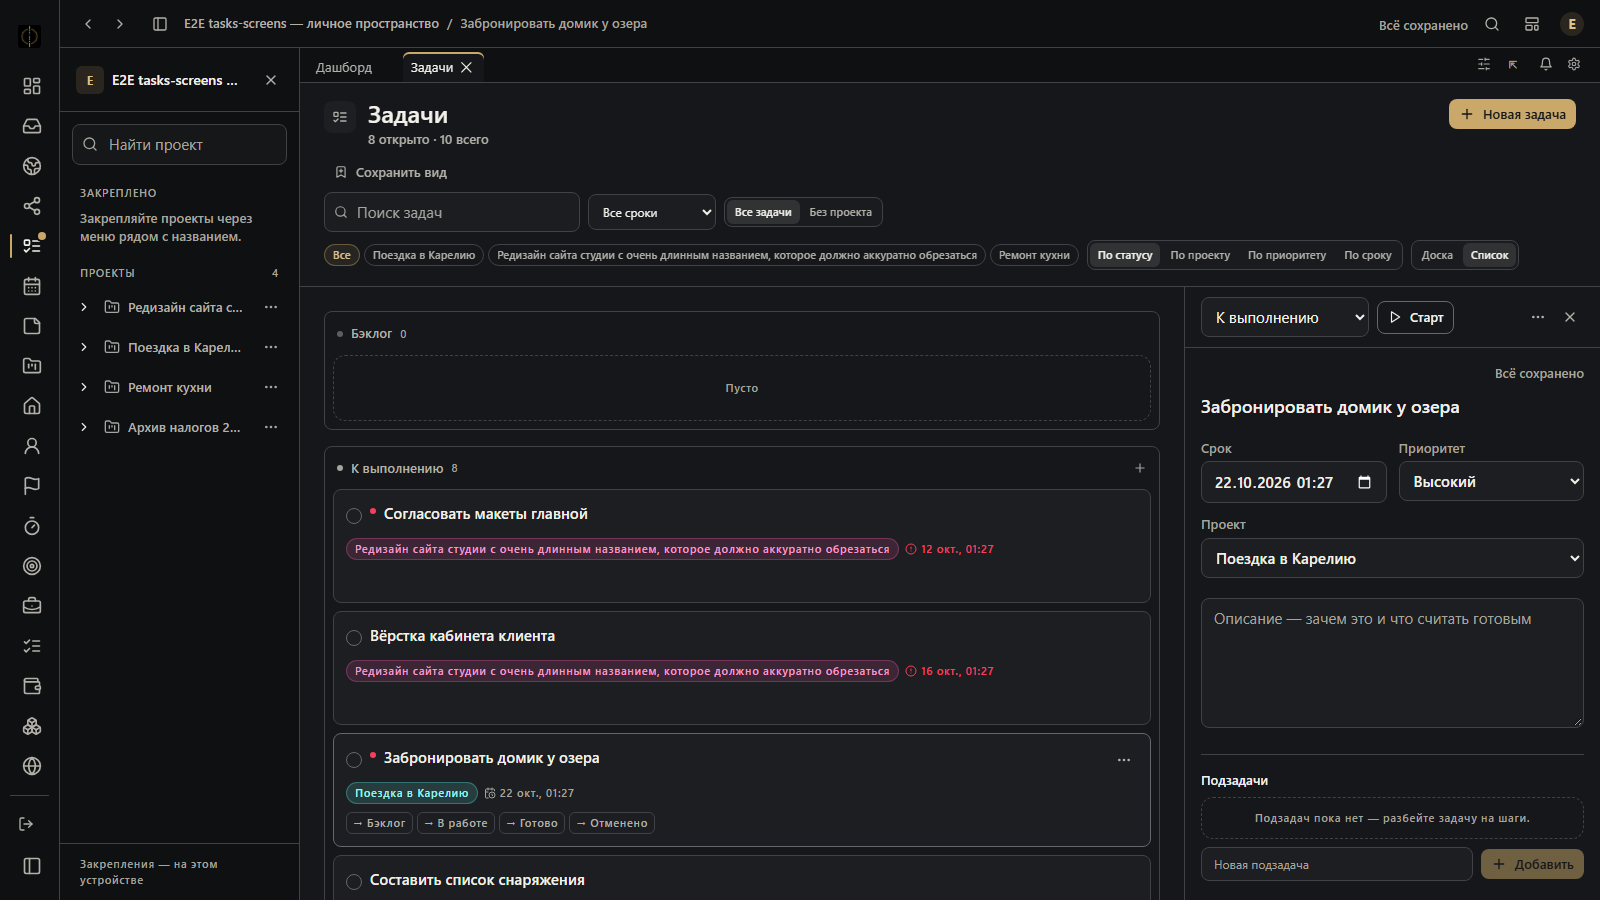 E2E tasks-screens — личное пространство / Забронировать домик у озера
Всё сохранено
E
E
E2E tasks-screens ...
Найти проект
ЗАКРЕПЛЕНО
Закрепляйте проекты через
меню рядом с названием.
ПРОЕКТЫ 4
Редизайн сайта с...
Поездка в Карел...
Ремонт кухни
Архив налогов 2...
Закрепления — на этом
устройстве
Дашборд
Задачи
Задачи
8 открыто · 10 всего
Новая задача
Сохранить вид
Поиск задач
Все сроки
Все задачи
Без проекта
Все
Поездка в Карелию
Редизайн сайта студии с очень длинным названием, которое должно аккуратно обрезаться
Ремонт кухни
По статусу
По проекту
По приоритету
По сроку
Доска
Список
Бэклог 0
Пусто
К выполнению 8
Согласовать макеты главной
Редизайн сайта студии с очень длинным названием, которое должно аккуратно обрезаться
12 окт., 01:27
Вёрстка кабинета клиента
Редизайн сайта студии с очень длинным названием, которое должно аккуратно обрезаться
16 окт., 01:27
Забронировать домик у озера
Поездка в Карелию
22 окт., 01:27
→ Бэклог
→ В работе
→ Готово
→ Отменено
Составить список снаряжения
К выполнению
Старт
Всё сохранено
Забронировать домик у озера
Срок
Приоритет
22.10.2026 01:27
Высокий
Проект
Поездка в Карелию
Описание — зачем это и что считать готовым
Подзадачи
Подзадач пока нет — разбейте задачу на шаги.
Новая подзадача
Добавить